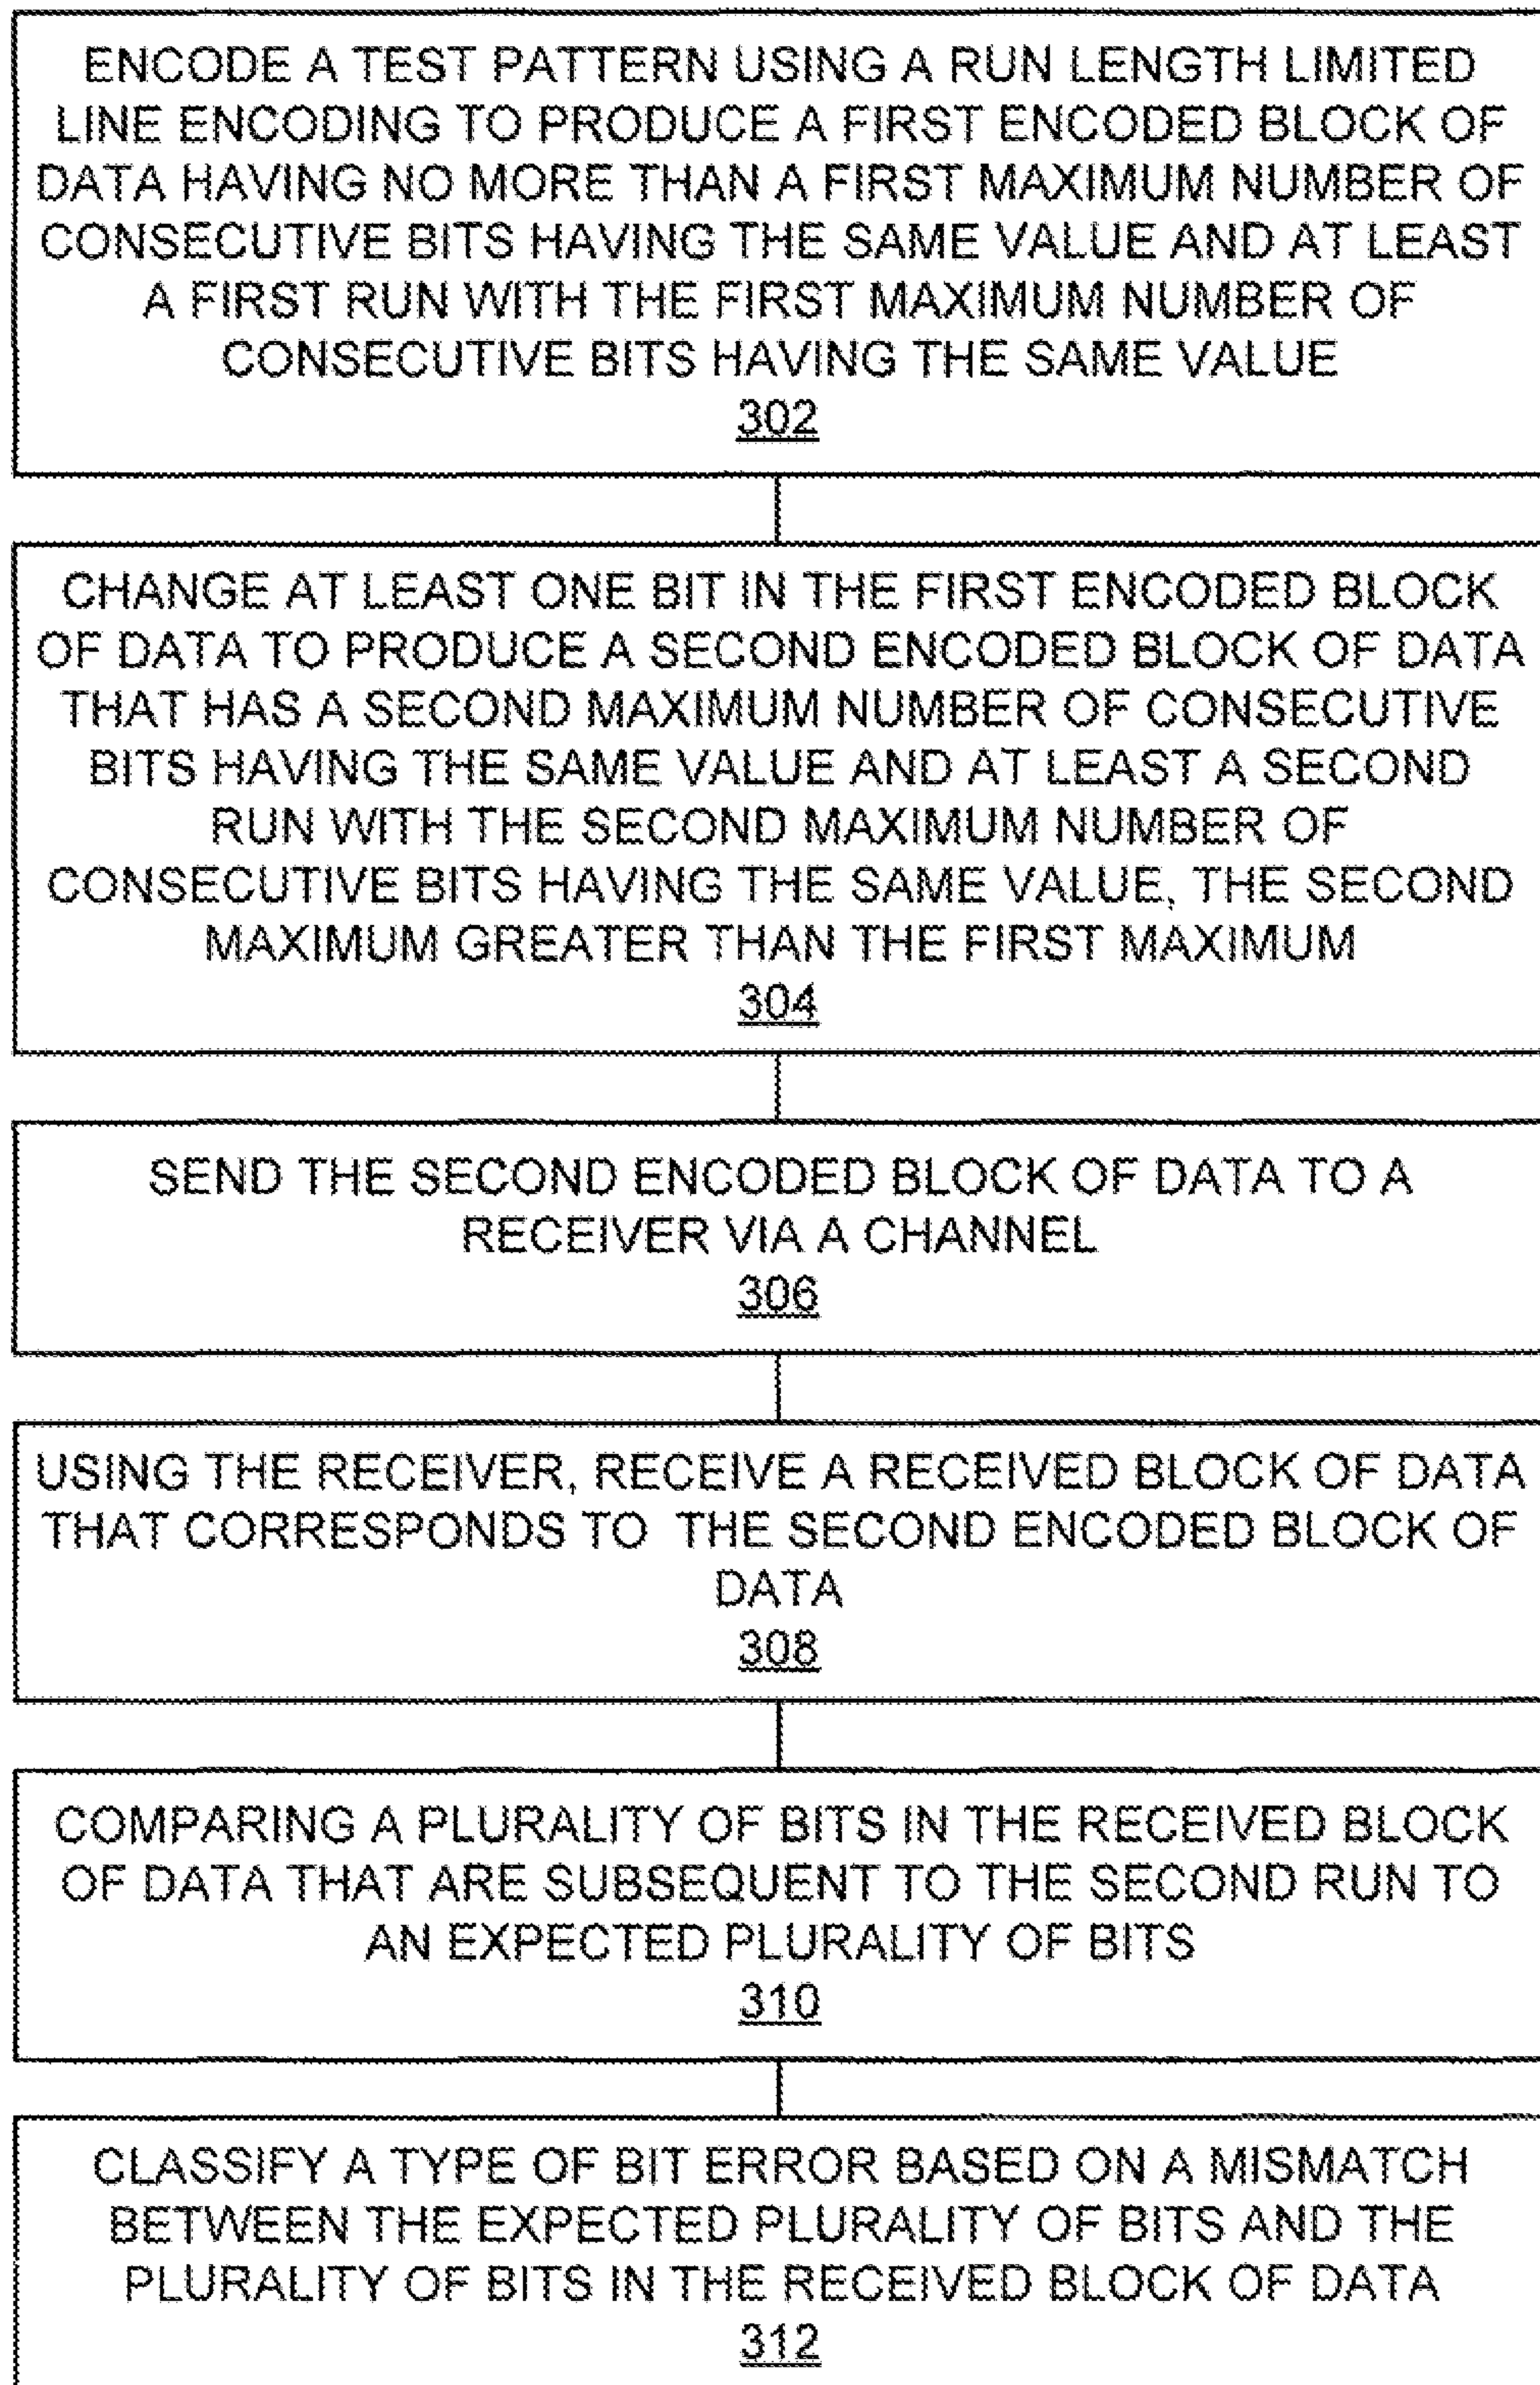 ENCODE A TEST PATTERN USING A RUN LENGTH LIMITED
LINE ENCODING TO PRODUCE A FIRST ENCODED BLOCK OF
DATA HAVING NO MORE THAN A FIRST MAXIMUM NUMBER OF
CONSECUTIVE BITS HAVING THE SAME VALUE AND AT LEAST
A FIRST RUN WITH THE FIRST MAXIMUM NUMBER OF
CONSECUTIVE BITS HAVING THE SAME VALUE
302
CHANGE AT LEAST ONE BIT IN THE FIRST ENCODED BLOCK
OF DATA TO PRODUCE A SECOND ENCODED BLOCK OF DATA
THAT HAS A SECOND MAXIMUM NUMBER OF CONSECUTIVE
BITS HAVING THE SAME VALUE AND AT LEAST A SECOND
RUN WITH THE SECOND MAXIMUM NUMBER OF
CONSECUTIVE BITS HAVING THE SAME VALUE, THE SECOND
MAXIMUM GREATER THAN THE FIRST MAXIMUM
304
SEND THE SECOND ENCODED BLOCK OF DATA TO A
RECEIVER VIA A CHANNEL
306
USING THE RECEIVER, RECEIVE A RECEIVED BLOCK OF DATA
THAT CORRESPONDS TO THE SECOND ENCODED BLOCK OF
DATA
308
COMPARING A PLURALITY OF BITS IN THE RECEIVED BLOCK
OF DATA THAT ARE SUBSEQUENT TO THE SECOND RUN TO
AN EXPECTED PLURALITY OF BITS
310
CLASSIFY A TYPE OF BIT ERROR BASED ON A MISMATCH
BETWEEN THE EXPECTED PLURALITY OF BITS AND THE
PLURALITY OF BITS IN THE RECEIVED BLOCK OF DATA
312